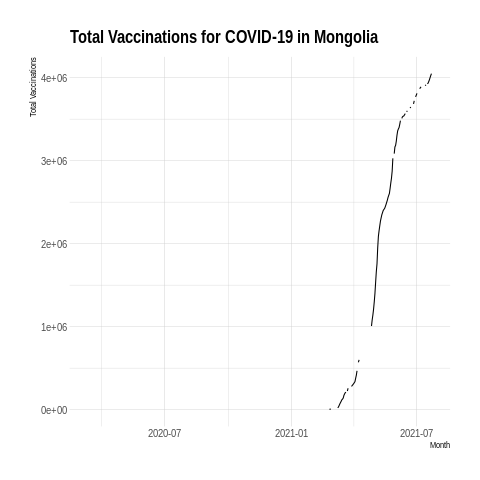 Total Vaccinations for COVID-19 in Mongolia
Total Vaccinations
4e+06
3e+06
2e+06
1e+06
0e+00
2020-07
2021-01
2021-07
Month